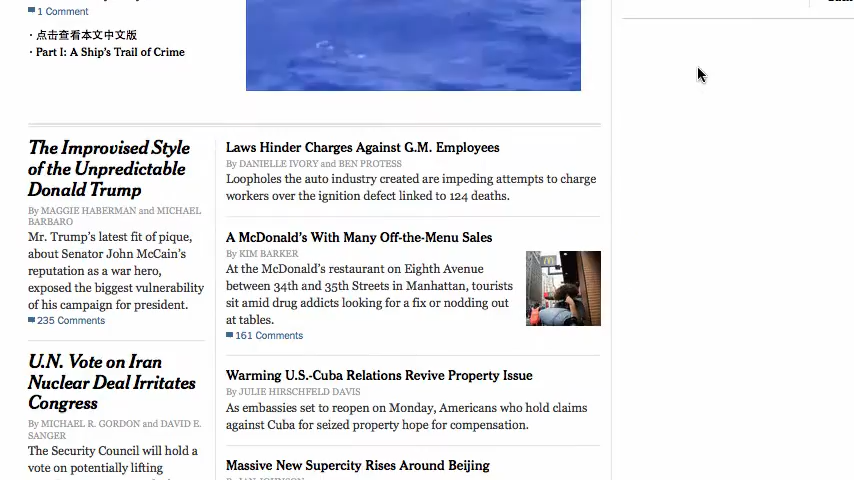 1 Comment
· 点击查看本文中文版
· Part I: A Ship's Trail of Crime
The Improvised Style
of the Unpredictable
Donald Trump
By MAGGIE HABERMAN and MICHAEL
BARBARO
Mr. Trump's latest fit of pique,
about Senator John McCain's
reputation as a war hero,
exposed the biggest vulnerability
of his campaign for president.
235 Comments
U.N. Vote on Iran
Nuclear Deal Irritates
Congress
By MICHAEL R. GORDON and DAVID E.
SANGER
The Security Council will hold a
vote on potentially lifting
Laws Hinder Charges Against G.M. Employees
By DANIELLE IVORY and BEN PROTESS
Loopholes the auto industry created are impeding attempts to charge
workers over the ignition defect linked to 124 deaths.
A McDonald's With Many Off-the-Menu Sales
By KIM BARKER
At the McDonald's restaurant on Eighth Avenue
between 34th and 35th Streets in Manhattan, tourists
sit amid drug addicts looking for a fix or nodding out
at tables.
161 Comments
Warming U.S.-Cuba Relations Revive Property Issue
By JULIE HIRSCHFELD DAVIS
As embassies set to reopen on Monday, Americans who hold claims
against Cuba for seized property hope for compensation.
Massive New Supercity Rises Around Beijing